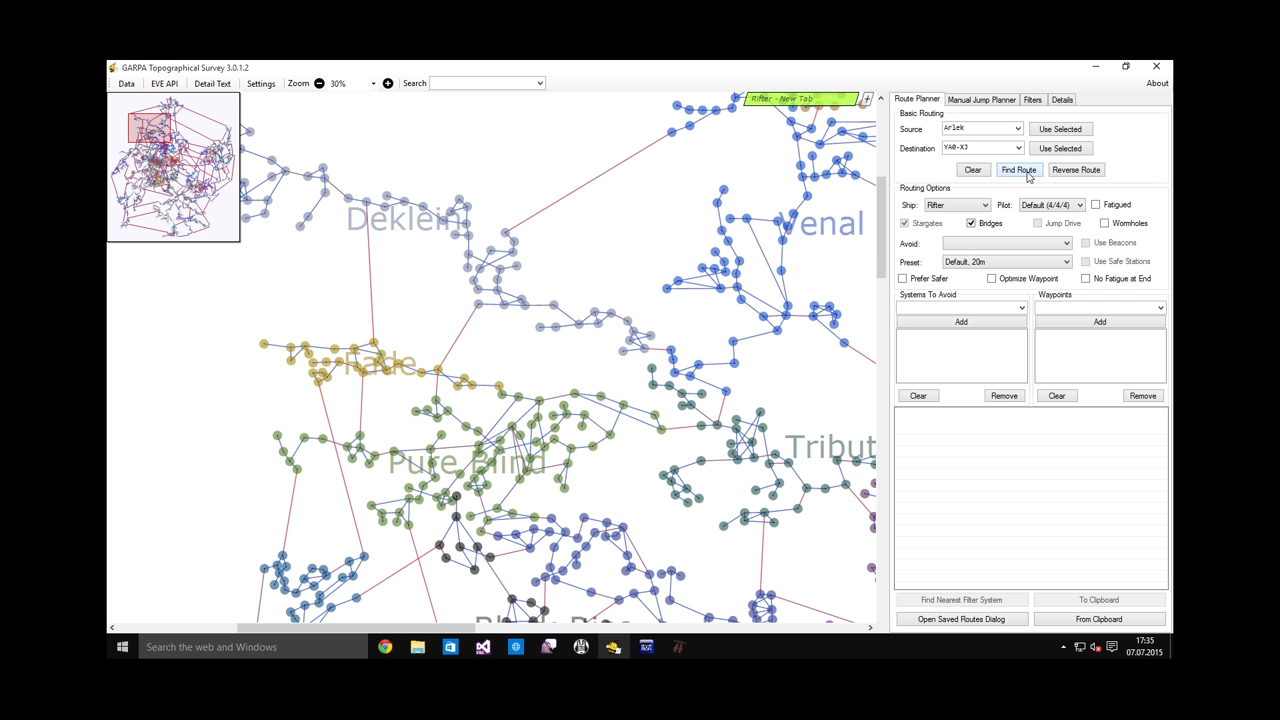 GARPA Topographical Survey 3.0.1.2
Data EVE API Detail Text Settings Zoom 30% Search About
Rifter - New Tab
Route Planner Manual Jump Planner Filters Details
Basic Routing
Source Arlek Use Selected
Destination YA0-XJ Use Selected
Clear Find Route Reverse Route
Routing Options
Ship: Rifter Pilot: Default (4/4/4) Fatigued
Stargates Bridges Jump Drive Wormholes
Avoid: Use Beacons
Preset: Default, 20m Use Safe Stations
Prefer Safer Optimize Waypoint No Fatigue at End
Systems To Avoid Waypoints
Add Add
Clear Remove Clear Remove
Find Nearest Filter System To Clipboard
Open Saved Routes Dialog From Clipboard
Deklein
Venal
Fade
Pure Blind
Tribut
Search the web and Windows
17:35
07.07.2015